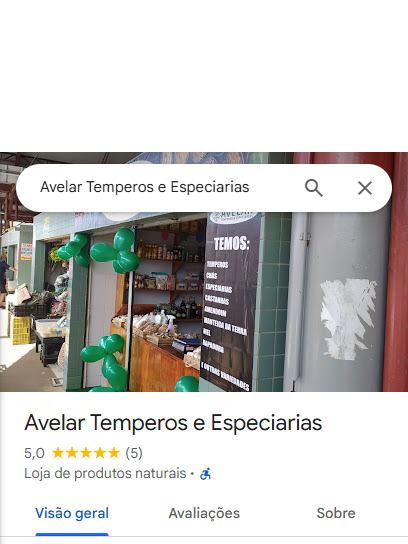 Avelar Temperos e Especiarias
AVELAR
TEMOS:
TEMPEROS
CHÁS
ESPECIARIAS
CASTANHAS
AMENDOIM
MANTEIGA DA TERRA
MEL
RAPADURA
E OUTRAS VARIEDADES
Avelar Temperos e Especiarias
5,0 ★★★★★ (5)
Loja de produtos naturais ·
Visão geral
Avaliações
Sobre